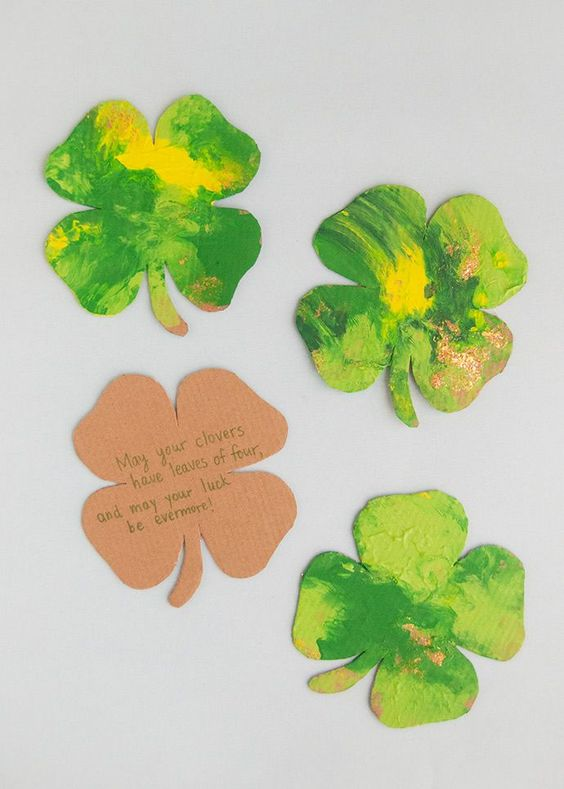 May your clovers
have leaves of four,
and may your luck
be evermore!